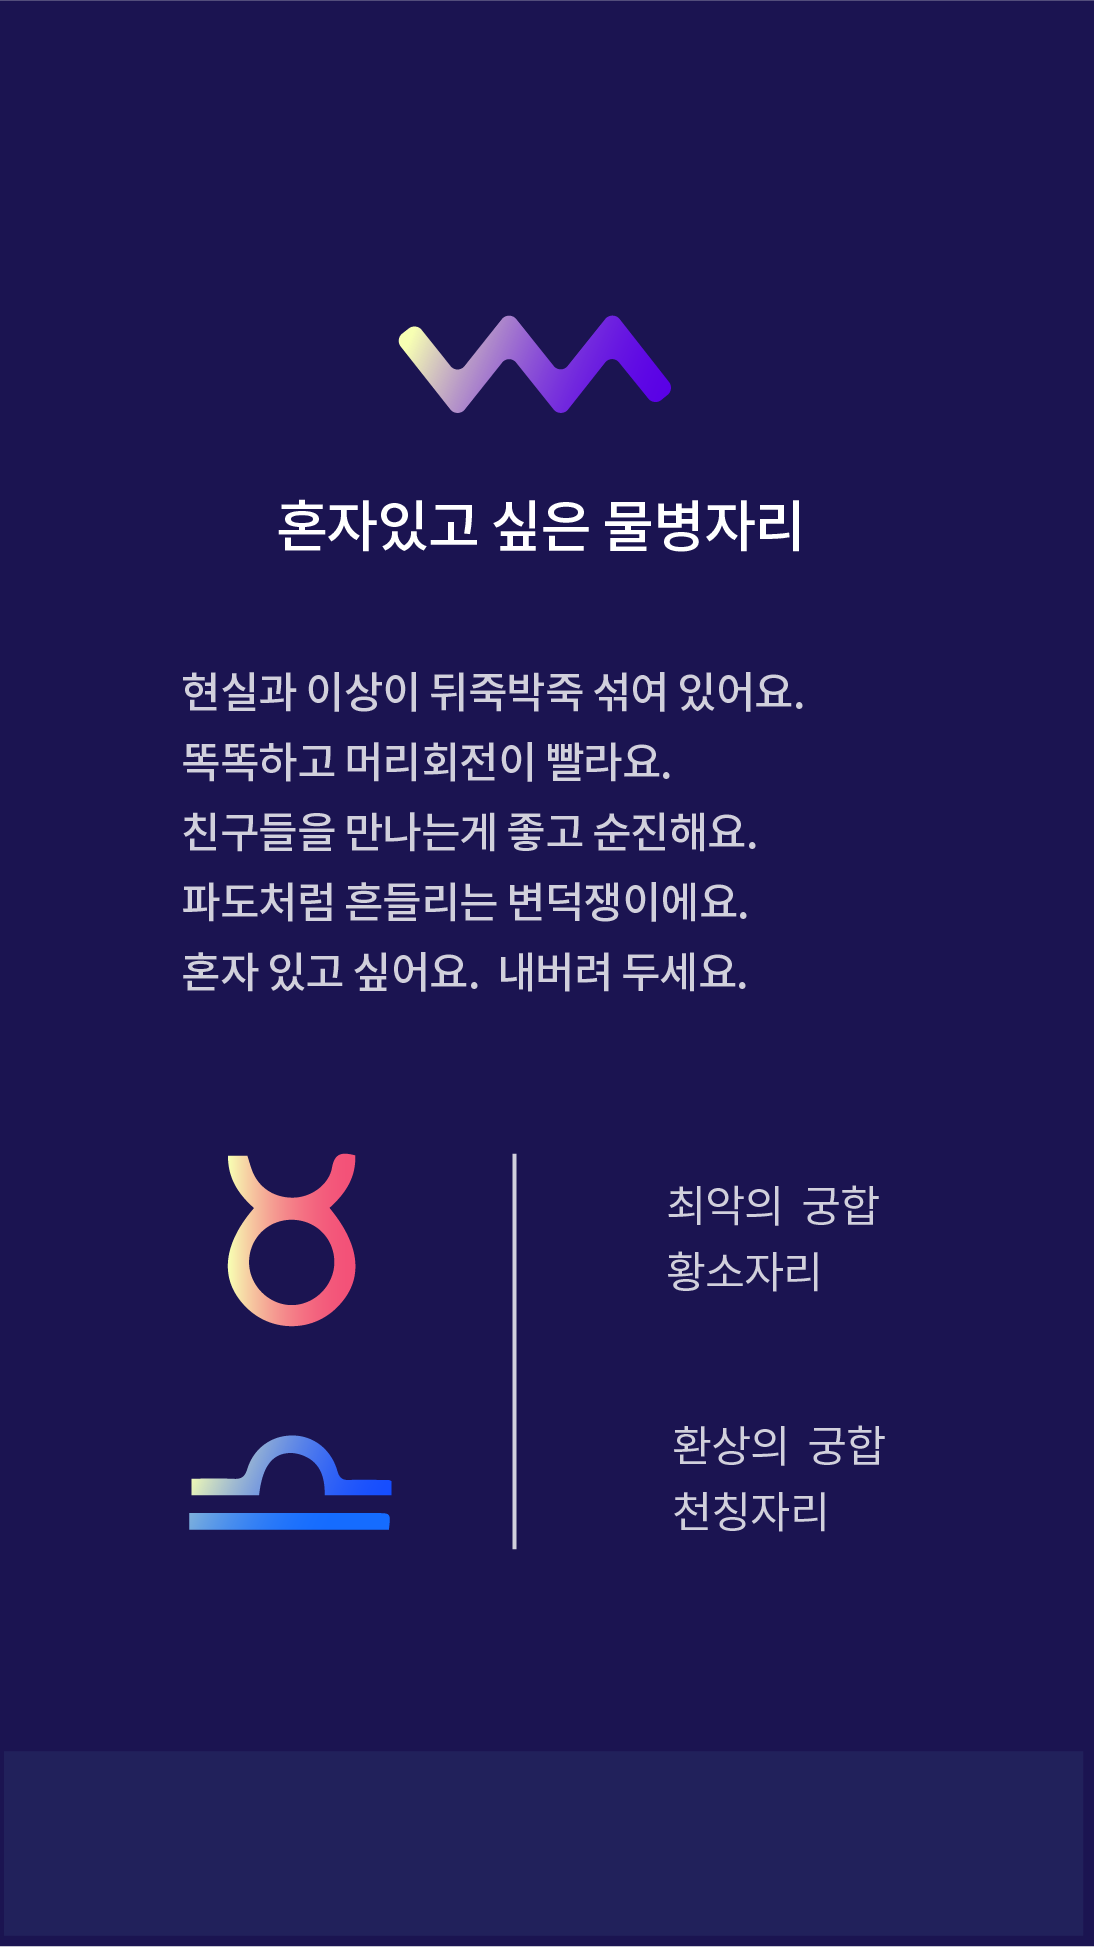 혼자있고 싶은 물병자리
현실과 이상이 뒤죽박죽 섞여 있어요.
똑똑하고 머리회전이 빨라요.
친구들을 만나는게 좋고 순진해요.
파도처럼 흔들리는 변덕쟁이에요.
혼자 있고 싶어요. 내버려 두세요.
최악의 궁합
황소자리
환상의 궁합
천칭자리